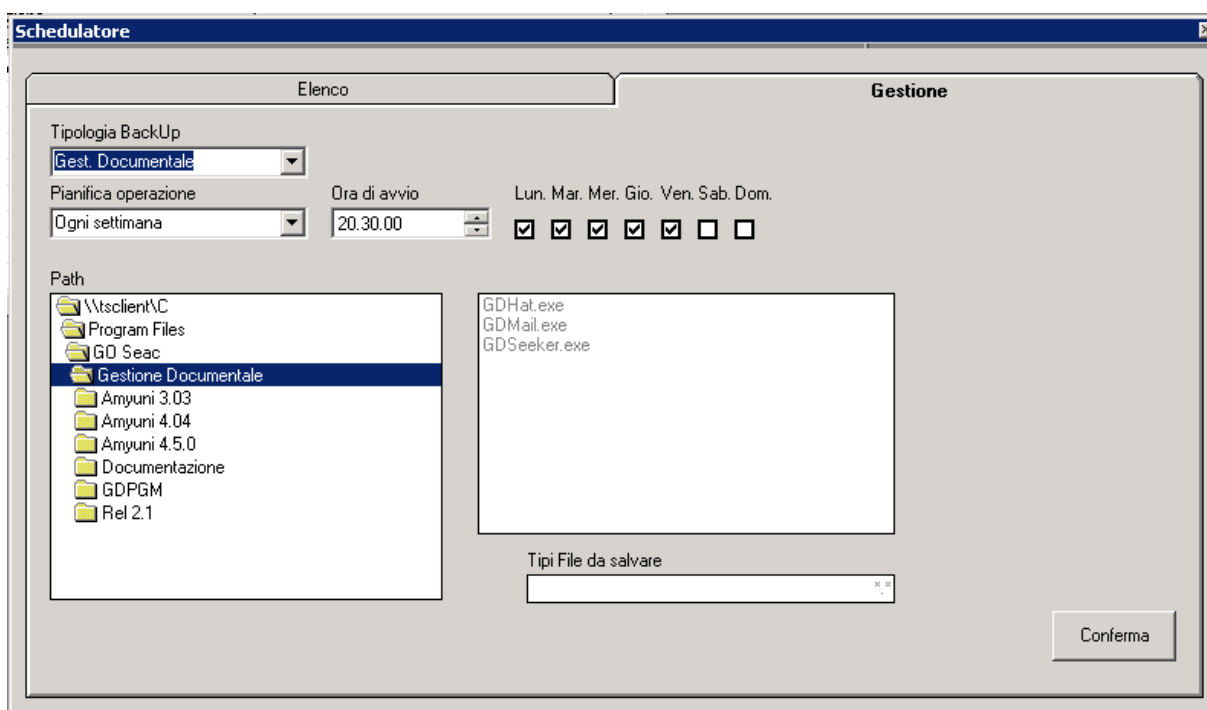 Schedulatore
Elenco
Gestione
Tipologia BackUp
Gest. Documentale
Pianifica operazione
Ora di avvio
Lun. Mar. Mer. Gio. Ven. Sab. Dom.
Ogni settimana
20.30.00
Path
\\tsclient\C
Program Files
GO Seac
Gestione Documentale
Amyuni 3.03
Amyuni 4.04
Amyuni 4.5.0
Documentazione
GDPGM
Rel 2.1
GDHat.exe
GDMail.exe
GDSeeker.exe
Tipi File da salvare
*.*
Conferma